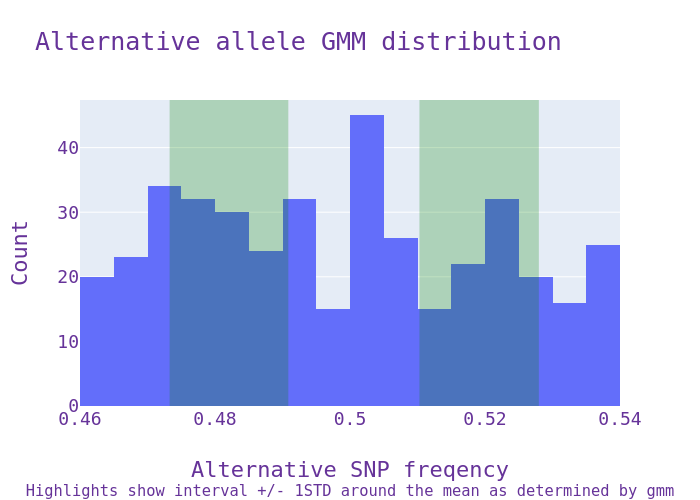 Alternative allele GMM distribution
Count
40
30
20
10
0
0.46 0.48 0.5 0.52 0.54
Alternative SNP freqency
Highlights show interval +/- 1STD around the mean as determined by gmm